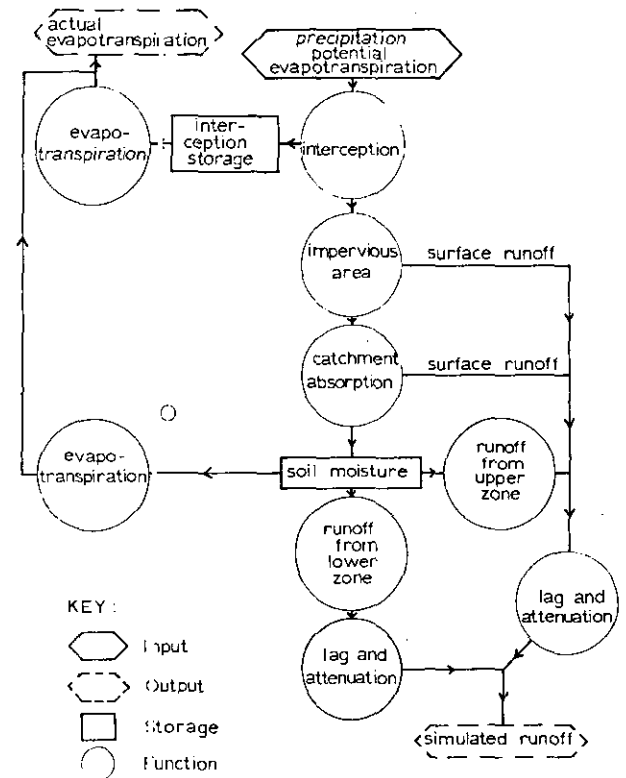 actual
evapotranspiration
precipitation
potential
evapotranspiration
evapo-
transpiration
inter-
ception
storage
interception
impervious
area
surface runoff
catchment
absorption
surface runoff
evapo-
transpiration
soil moisture
runoff
from
upper
zone
runoff
from
lower
zone
lag and
attenuation
lag and
attenuation
simulated runoff
KEY:
Input
Output
Storage
Function